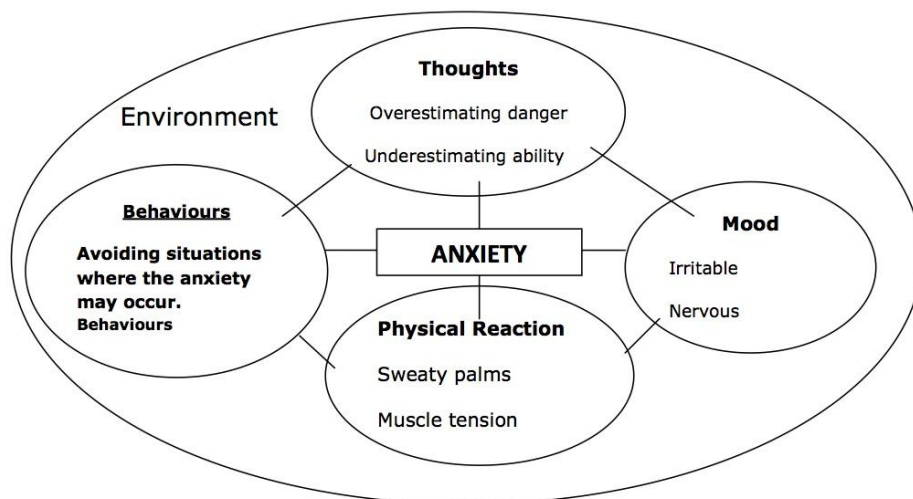 Thoughts
Environment
Overestimating danger
Underestimating ability
Behaviours
Avoiding situations
where the anxiety
may occur.
Behaviours
ANXIETY
Mood
Irritable
Nervous
Physical Reaction
Sweaty palms
Muscle tension